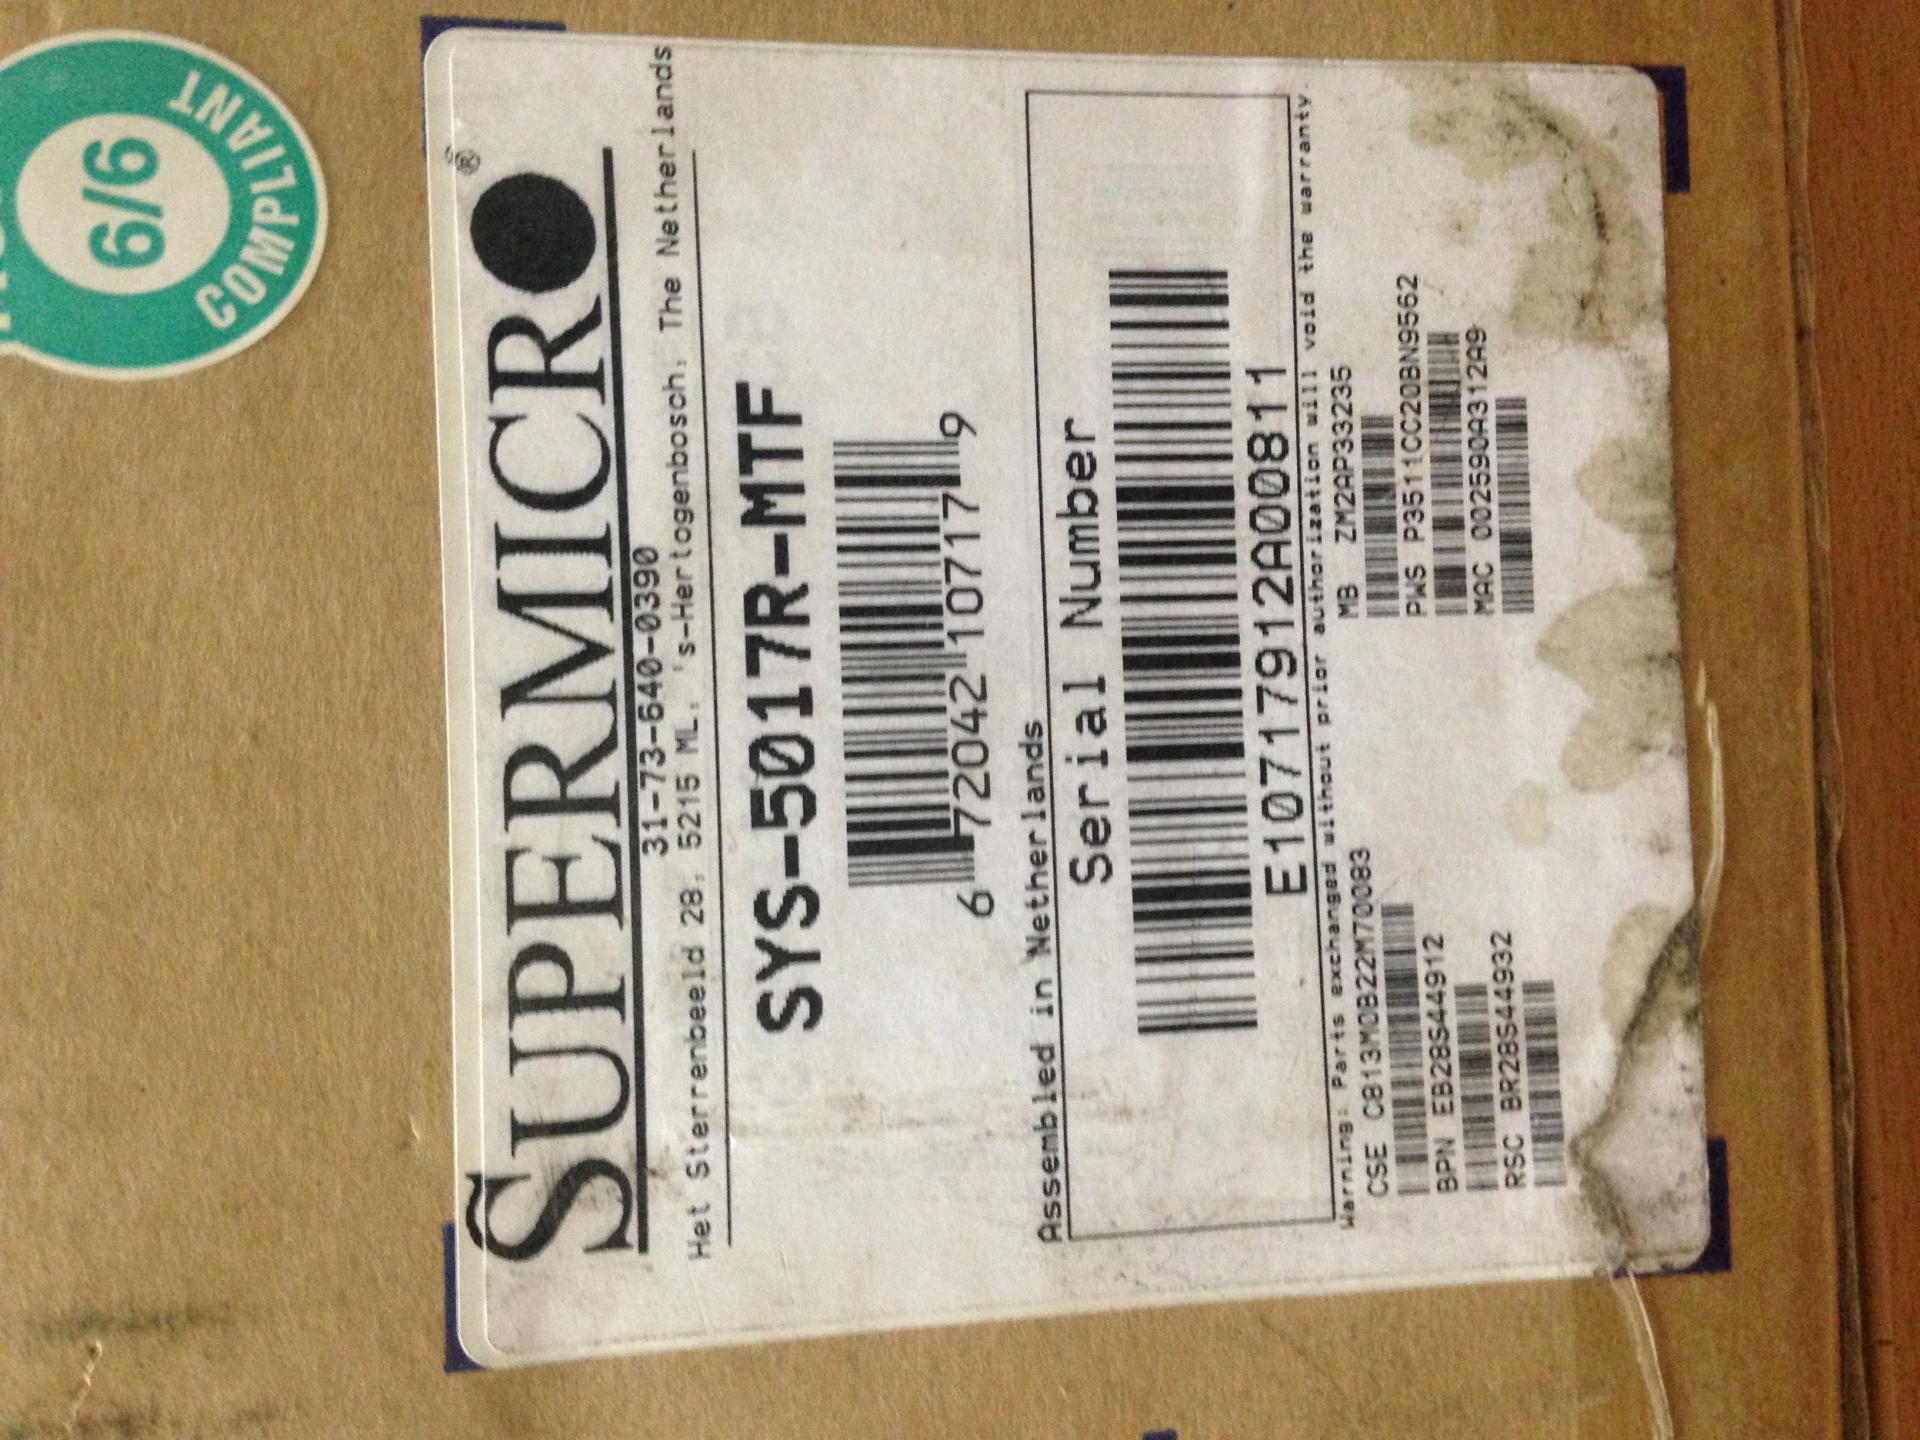 COMPLIANT
6/6
SUPERMICRO®
31-73-640-0390
Het Sterrenbeeld 28, 5215 ML, 's-Hertogenbosch, The Netherlands
SYS-5017R-MTF
6 72042 10717 9
Assembled in Netherlands
Serial Number
E10717912A00811
Warning: Parts exchanged without prior authorization will void the warranty.
CSE C813M0B22M70083
MB ZM2AP33235
BPN EB28S44912
PWS P3511CC20BN9562
RSC BR28S44932
MAC 002590A312A9